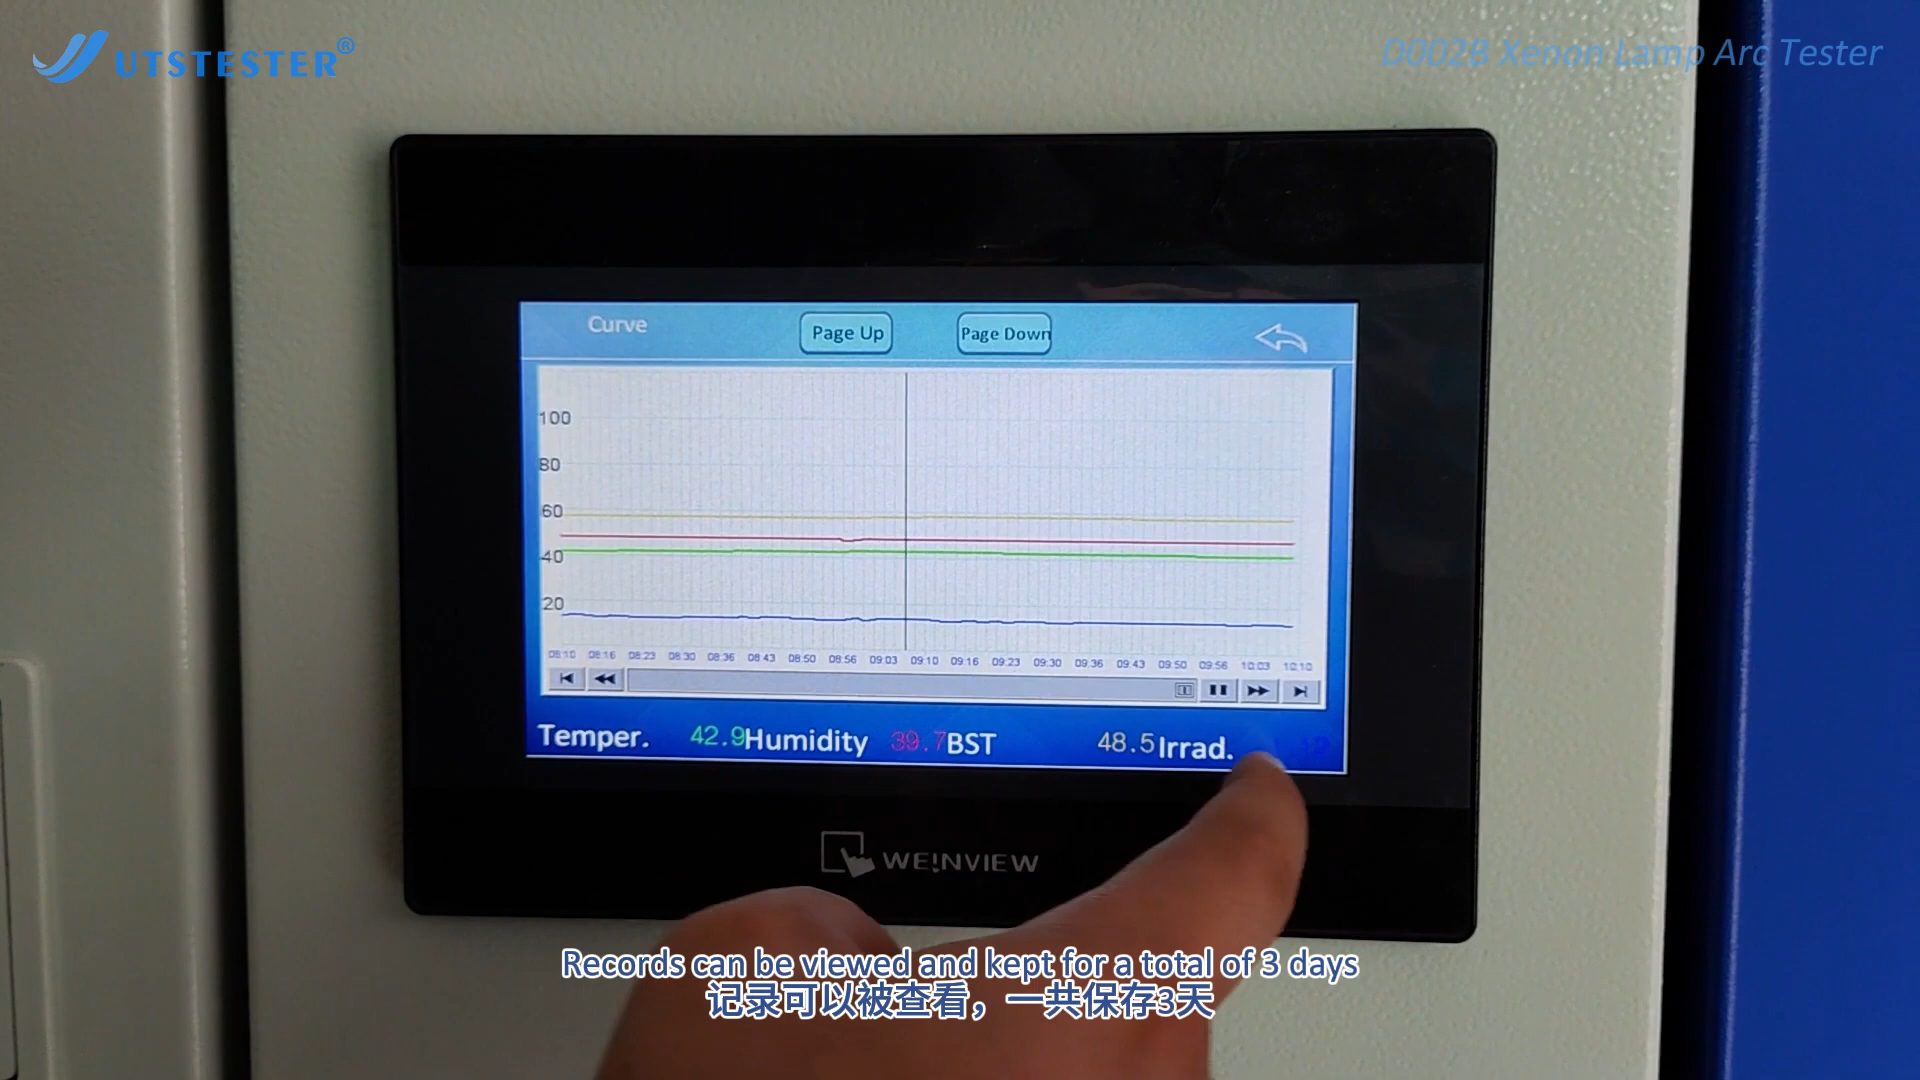 UTSTESTER®
D002B Xenon Lamp Arc Tester
Curve
Page Up
Page Down
100
80
60
40
20
08:10 08:16 08:23 08:30 08:36 08:43 08:50 08:56 09:03 09:10 09:16 09:23 09:30 09:36 09:43 09:50 09:56 10:03 10:10
Temper. 42.9 Humidity 39.7 BST 48.5 Irrad.
WE!NVIEW
Records can be viewed and kept for a total of 3 days
记录可以被查看，一共保存3天